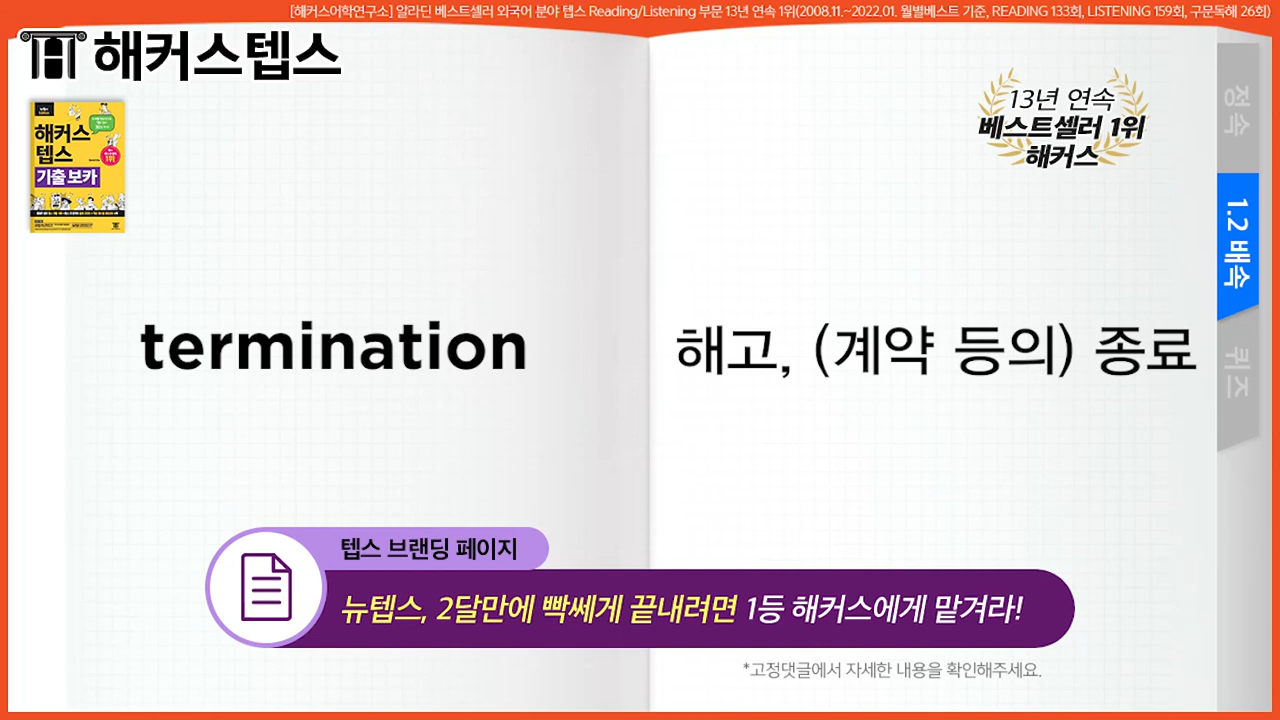 [해커스어학연구소] 알라딘 베스트셀러 외국어 분야 텝스 Reading/Listening 부문 13년 연속 1위(2008.11.~2022.01. 월별베스트 기준, READING 133회, LISTENING 159회, 구문독해 26회)
해커스텝스
해커스
텝스
기출 보카
13년 연속
베스트셀러 1위
해커스
정속
1.2 배속
퀴즈
termination
해고, (계약 등의) 종료
텝스 브랜딩 페이지
뉴텝스, 2달만에 빡쎄게 끝내려면 1등 해커스에게 맡겨라!
*고정댓글에서 자세한 내용을 확인해주세요.